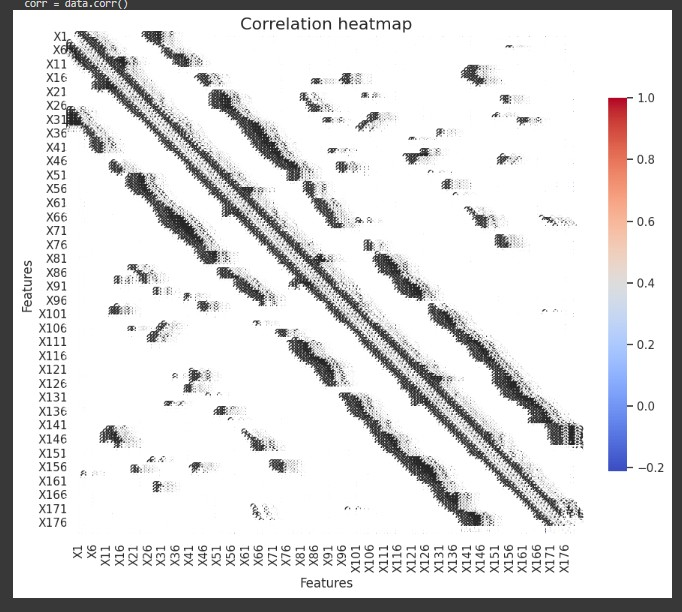 corr = data.corr()
Correlation heatmap
X1
X6
X11
X16
X21
X26
X31
X36
X41
X46
X51
X56
X61
X66
X71
X76
X81
X86
X91
X96
X101
X106
X111
X116
X121
X126
X131
X136
X141
X146
X151
X156
X161
X166
X171
X176
Features
1.0
0.8
0.6
0.4
0.2
0.0
−0.2
X1 X6 X11 X16 X21 X26 X31 X36 X41 X46 X51 X56 X61 X66 X71 X76 X81 X86 X91 X96 X101 X106 X111 X116 X121 X126 X131 X136 X141 X146 X151 X156 X161 X166 X171 X176
Features